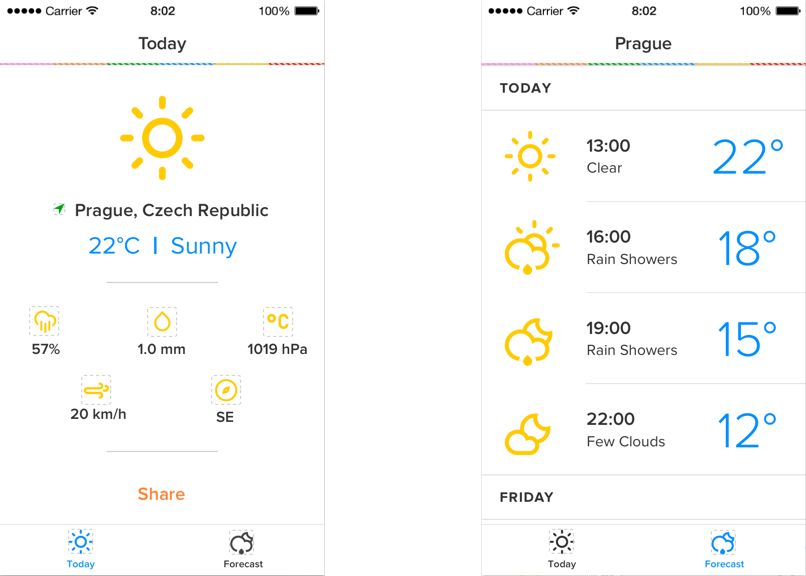 Carrier 8:02 100%
Today
Prague, Czech Republic
22°C | Sunny
57% 1.0 mm °C 1019 hPa
20 km/h SE
Share
Today Forecast
Carrier 8:02 100%
Prague
TODAY
13:00
Clear
22°
16:00
Rain Showers
18°
19:00
Rain Showers
15°
22:00
Few Clouds
12°
FRIDAY
Today Forecast